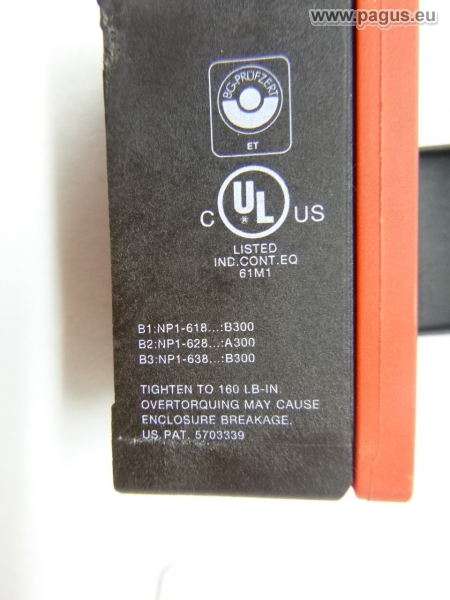 www.pagus.eu
BG-PRÜFZERT
ET
C UL US
®
LISTED
IND.CONT.EQ
61M1
B1:NP1-618...:B300
B2:NP1-628...:A300
B3:NP1-638...:B300
TIGHTEN TO 160 LB-IN.
OVERTORQUING MAY CAUSE
ENCLOSURE BREAKAGE.
US PAT. 5703339